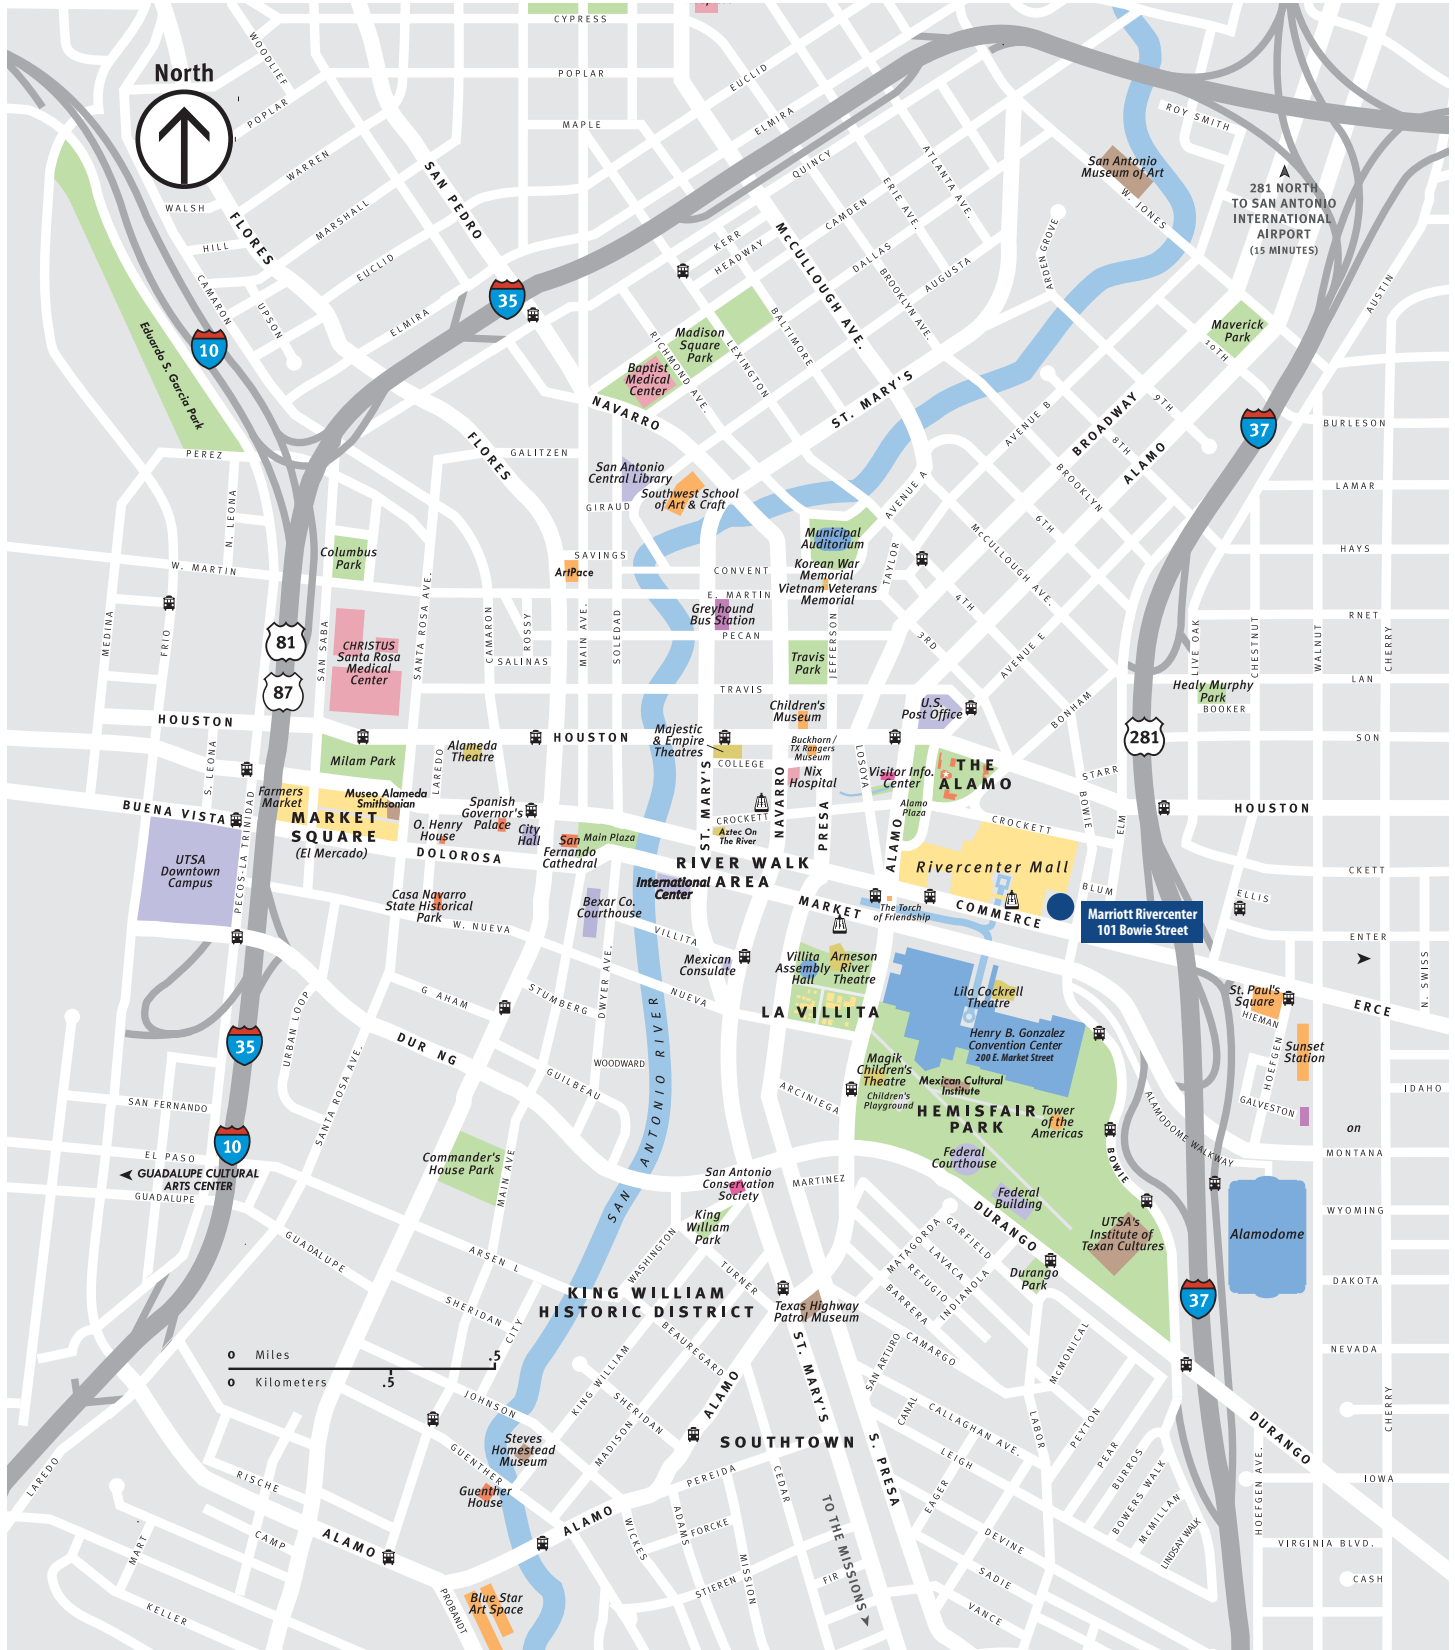 CYPRESS
North
WOODLIEF
POPLAR
POPLAR
EUCLID
MAPLE
ELMIRA
ROY SMITH
WARREN
QUINCY
ATLANTA AVE.
San Antonio
Museum of Art
SAN PEDRO
ERIE AVE.
W. JONES
281 NORTH
TO SAN ANTONIO
INTERNATIONAL
AIRPORT
(15 MINUTES)
WALSH
FLORES
MARSHALL
CAMDEN
HILL
KERR
HEADWAY
McCULLOUGH AVE.
DALLAS
ARDEN GROVE
EUCLID
CAMARON
BROOKLYN AVE.
AUGUSTA
AUSTIN
35
UPSON
ELMIRA
BALTIMORE
Eduardo S. Garcia Park
10
RICHMOND AVE.
Madison
Square
Park
LEXINGTON
Maverick
Park
10TH
Baptist
Medical
Center
ST. MARY'S
NAVARRO
AVENUE B
BROADWAY
9TH
37
BURLESON
8TH
ALAMO
FLORES
PEREZ
GALITZEN
San Antonio
Central Library
BROOKLYN
AVENUE A
LAMAR
Southwest School
of Art & Craft
GIRAUD
N. LEONA
6TH
Municipal
Auditorium
McCULLOUGH AVE.
Columbus
Park
SAVINGS
HAYS
TAYLOR
W. MARTIN
ArtPace
CONVENT
Korean War
Memorial
Vietnam Veterans
Memorial
SANTA ROSA AVE.
E. MARTIN
4TH
Greyhound
Bus Station
RNET
MEDINA
FRIO
81
SAN SABA
CAMARON
ROSSY
MAIN AVE.
SOLEDAD
PECAN
JEFFERSON
3RD
AVENUE E
LIVE OAK
CHESTNUT
WALNUT
CHERRY
CHRISTUS
Santa Rosa
Medical
Center
SALINAS
Travis
Park
87
TRAVIS
Healy Murphy
Park
BOOKER
LAN
HOUSTON
Children's
Museum
U.S.
Post Office
BONHAM
HOUSTON
Majestic
& Empire
Theatres
Buckhorn/
TX Rangers
Museum
281
SON
Alameda
Theatre
COLLEGE
LOSOYA
S. LEONA
Milam Park
LAREDO
Nix
Hospital
Visitor Info.
Center
THE
ALAMO
STARR
Farmers
Market
Museo Alameda
Smithsonian
ST. MARY'S
NAVARRO
PRESA
Alamo
Plaza
BOWIE
HOUSTON
BUENA VISTA
PECOS-LA TRINIDAD
MARKET
SQUARE
(El Mercado)
O. Henry
House
Spanish
Governor's
Palace
City
Hall
CROCKETT
Aztec On
The River
ALAMO
CROCKETT
ELM
San
Fernando
Cathedral
Main Plaza
DOLOROSA
RIVER WALK
AREA
UTSA
Downtown
Campus
Rivercenter Mall
CKETT
International
Center
BLUM
ELLIS
Casa Navarro
State Historical
Park
Bexar Co.
Courthouse
MARKET
The Torch
of Friendship
COMMERCE
Marriott Rivercenter
101 Bowie Street
W. NUEVA
VILLITA
ENTER
Mexican
Consulate
Villita
Assembly
Hall
Arneson
River
Theatre
DWYER AVE.
N. SWISS
G AHAM
STUMBERG
NUEVA
LA VILLITA
Lila Cockrell
Theatre
St. Paul's
Square
ERCE
HIEMAN
URBAN LOOP
DUR NG
Henry B. Gonzalez
Convention Center
200 E. Market Street
35
SANTA ROSA AVE.
WOODWARD
Magik
Children's
Theatre
Mexican Cultural
Institute
HOEFGEN
Sunset
Station
GUILBEAU
ARCINIEGA
Children's
Playground
IDAHO
SAN FERNANDO
HEMISFAIR
PARK
Tower
of the
Americas
GALVESTON
ALAMODOME WALKWAY
on
10
EL PASO
GUADALUPE CULTURAL
ARTS CENTER
GUADALUPE
Commander's
House Park
MAIN AVE
SAN ANTONIO RIVER
Federal
Courthouse
BOWIE
MONTANA
San Antonio
Conservation
Society
MARTINEZ
Federal
Building
King
William
Park
DURANGO
UTSA's
Institute of
Texan Cultures
WYOMING
GUADALUPE
ARSEN L
WASHINGTON
MATAGORDA
GARFIELD
LAVACA
REFUGIO
BARRERA
INDIANOLA
Alamodome
TURNER
Durango
Park
DAKOTA
KING WILLIAM
HISTORIC DISTRICT
Texas Highway
Patrol Museum
37
SHERIDAN
CITY
BEAUREGARD
ST. MARY'S
SAN ARTURO
CAMARGO
McMONICAL
NEVADA
0 Miles .5
0 Kilometers .5
KING WILLIAM
ALAMO
JOHNSON
SHERIDAN
CANAL
CALLAGHAN AVE.
LABOR
PEYTON
CHERRY
DURANGO
Steves
Homestead
Museum
MADISON
SOUTHTOWN
S. PRESA
LEIGH
PEAR
BURROS
BOWERS WALK
GUENTHER
PEREIDA
CEDAR
EAGER
IOWA
LAREDO
RISCHE
Guenther
House
McMILLAN
HOEFGEN AVE.
ALAMO
ALAMO
WICKES
ADAMS
FORCKE
TO THE MISSIONS
DEVINE
LINDSAY WALK
VIRGINIA BLVD.
MART
CAMP
MISSION
STIEREN
FIR
SADIE
CASH
KELLER
PROBANDT
Blue Star
Art Space
VANCE